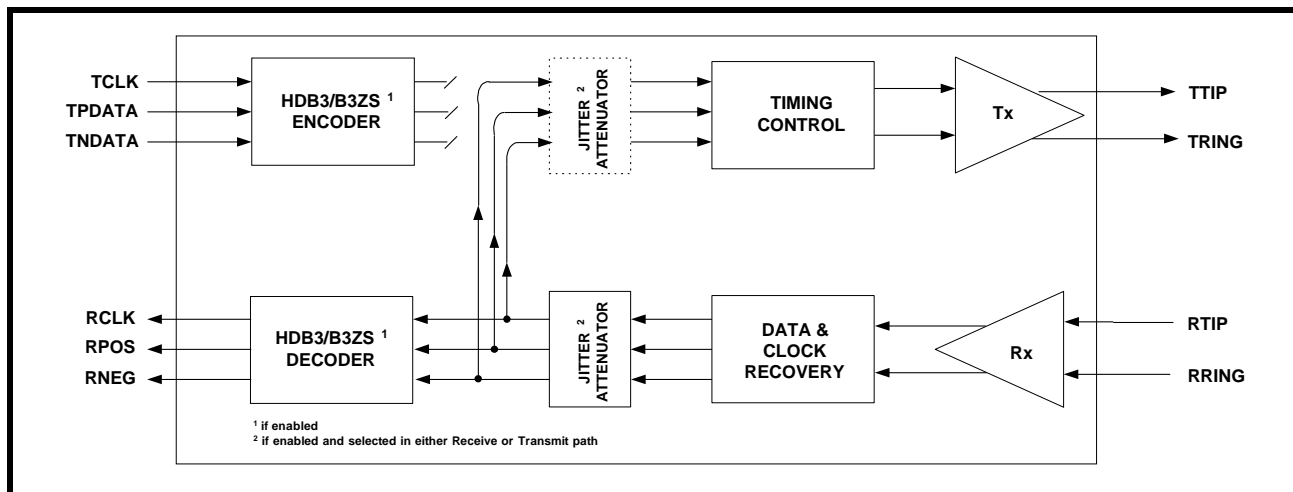 TCLK
TPDATA
TNDATA
HDB3/B3ZS 1
ENCODER
JITTER 2
ATTENUATOR
TIMING
CONTROL
Tx
TTIP
TRING
RCLK
RPOS
RNEG
HDB3/B3ZS 1
DECODER
JITTER 2
ATTENUATOR
DATA &
CLOCK
RECOVERY
Rx
RTIP
RRING
1 if enabled
2 if enabled and selected in either Receive or Transmit path